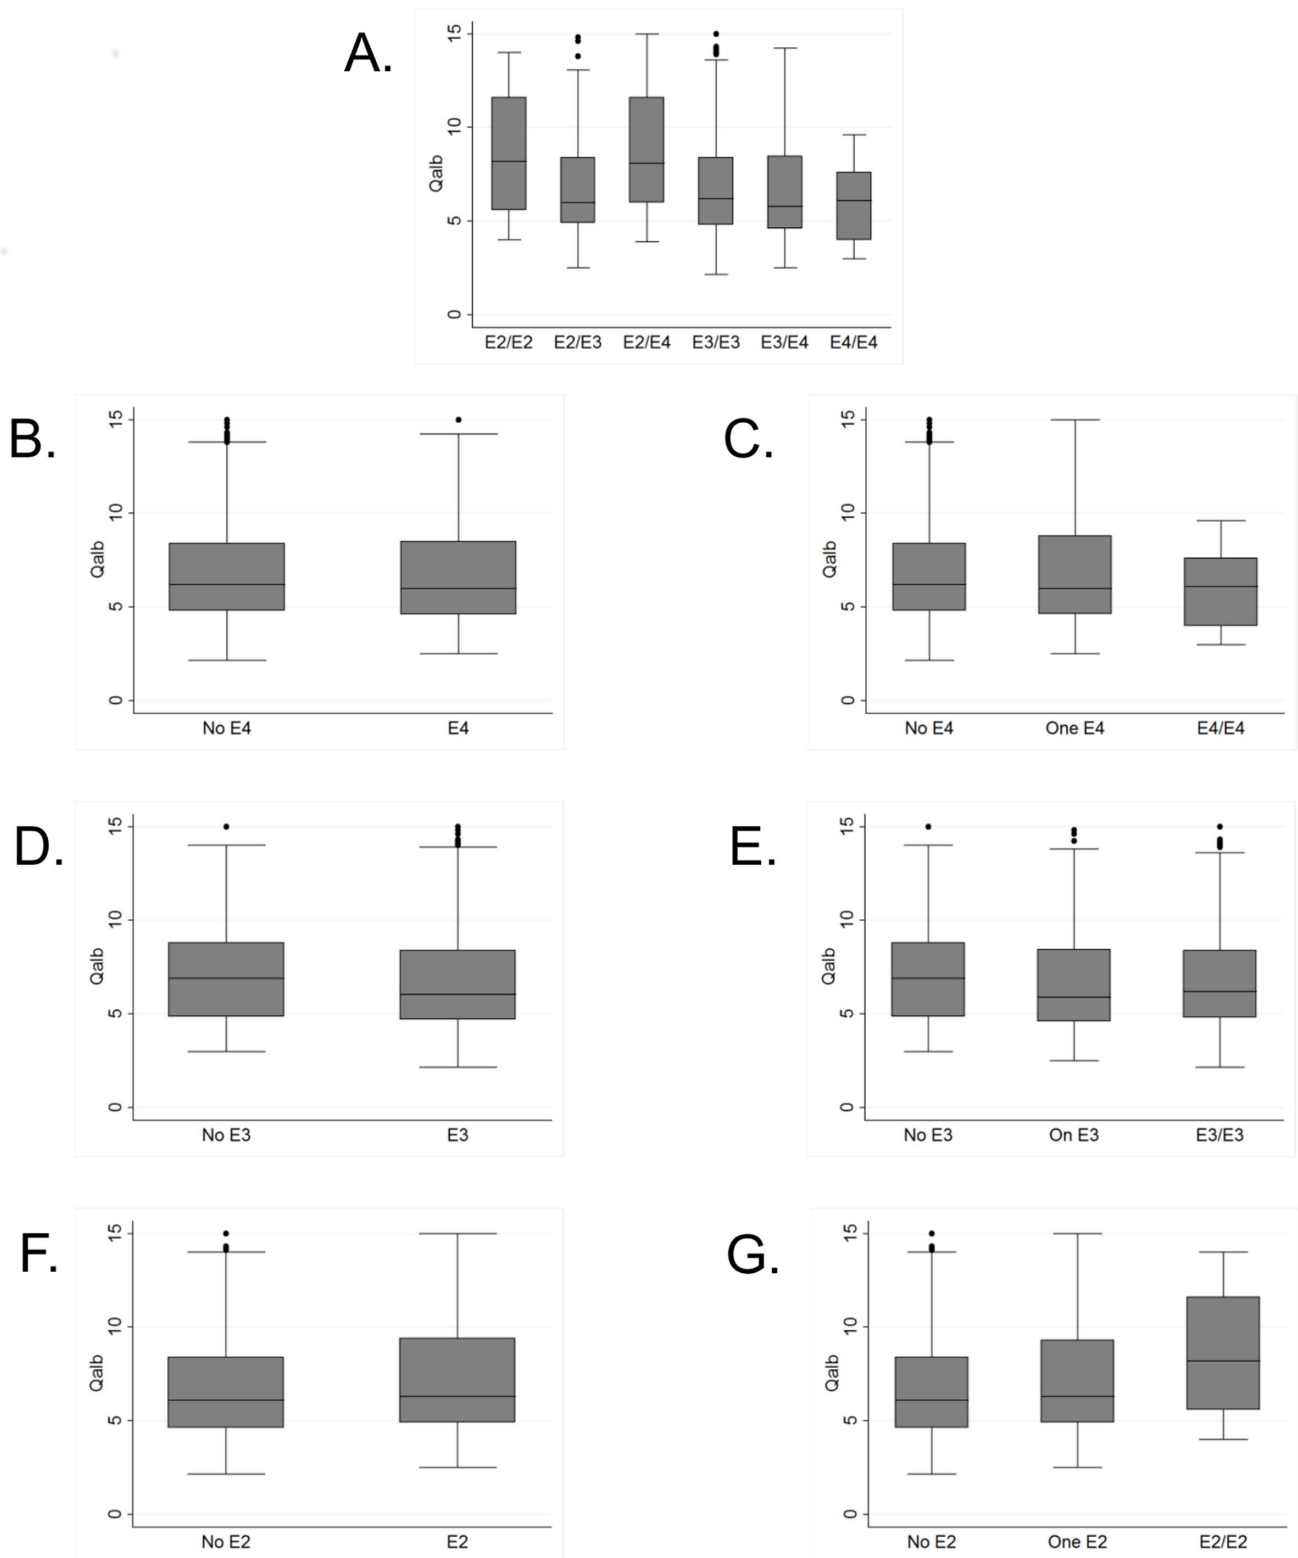 A.
15
10
5
0
Qalb
E2/E2 E2/E3 E2/E4 E3/E3 E3/E4 E4/E4
B.
15
10
5
0
Qalb
No E4 E4
C.
15
10
5
0
Qalb
No E4 One E4 E4/E4
D.
15
10
5
0
Qalb
No E3 E3
E.
15
10
5
0
Qalb
No E3 On E3 E3/E3
F.
15
10
5
0
Qalb
No E2 E2
G.
15
10
5
0
Qalb
No E2 One E2 E2/E2